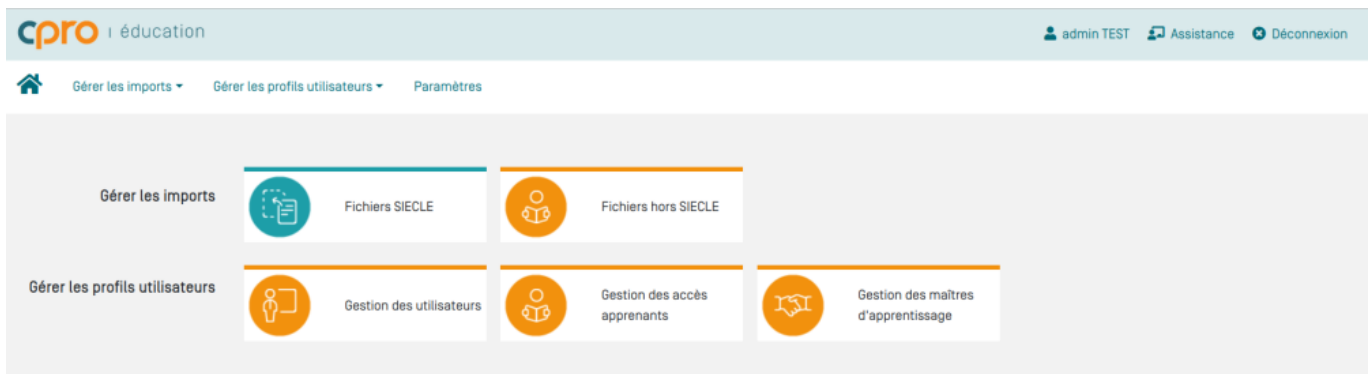 cpro | éducation
admin TEST Assistance Déconnexion
Gérer les imports Gérer les profils utilisateurs Paramètres
Gérer les imports
Fichiers SIECLE
Fichiers hors SIECLE
Gérer les profils utilisateurs
Gestion des utilisateurs
Gestion des accès
apprenants
Gestion des maîtres
d'apprentissage